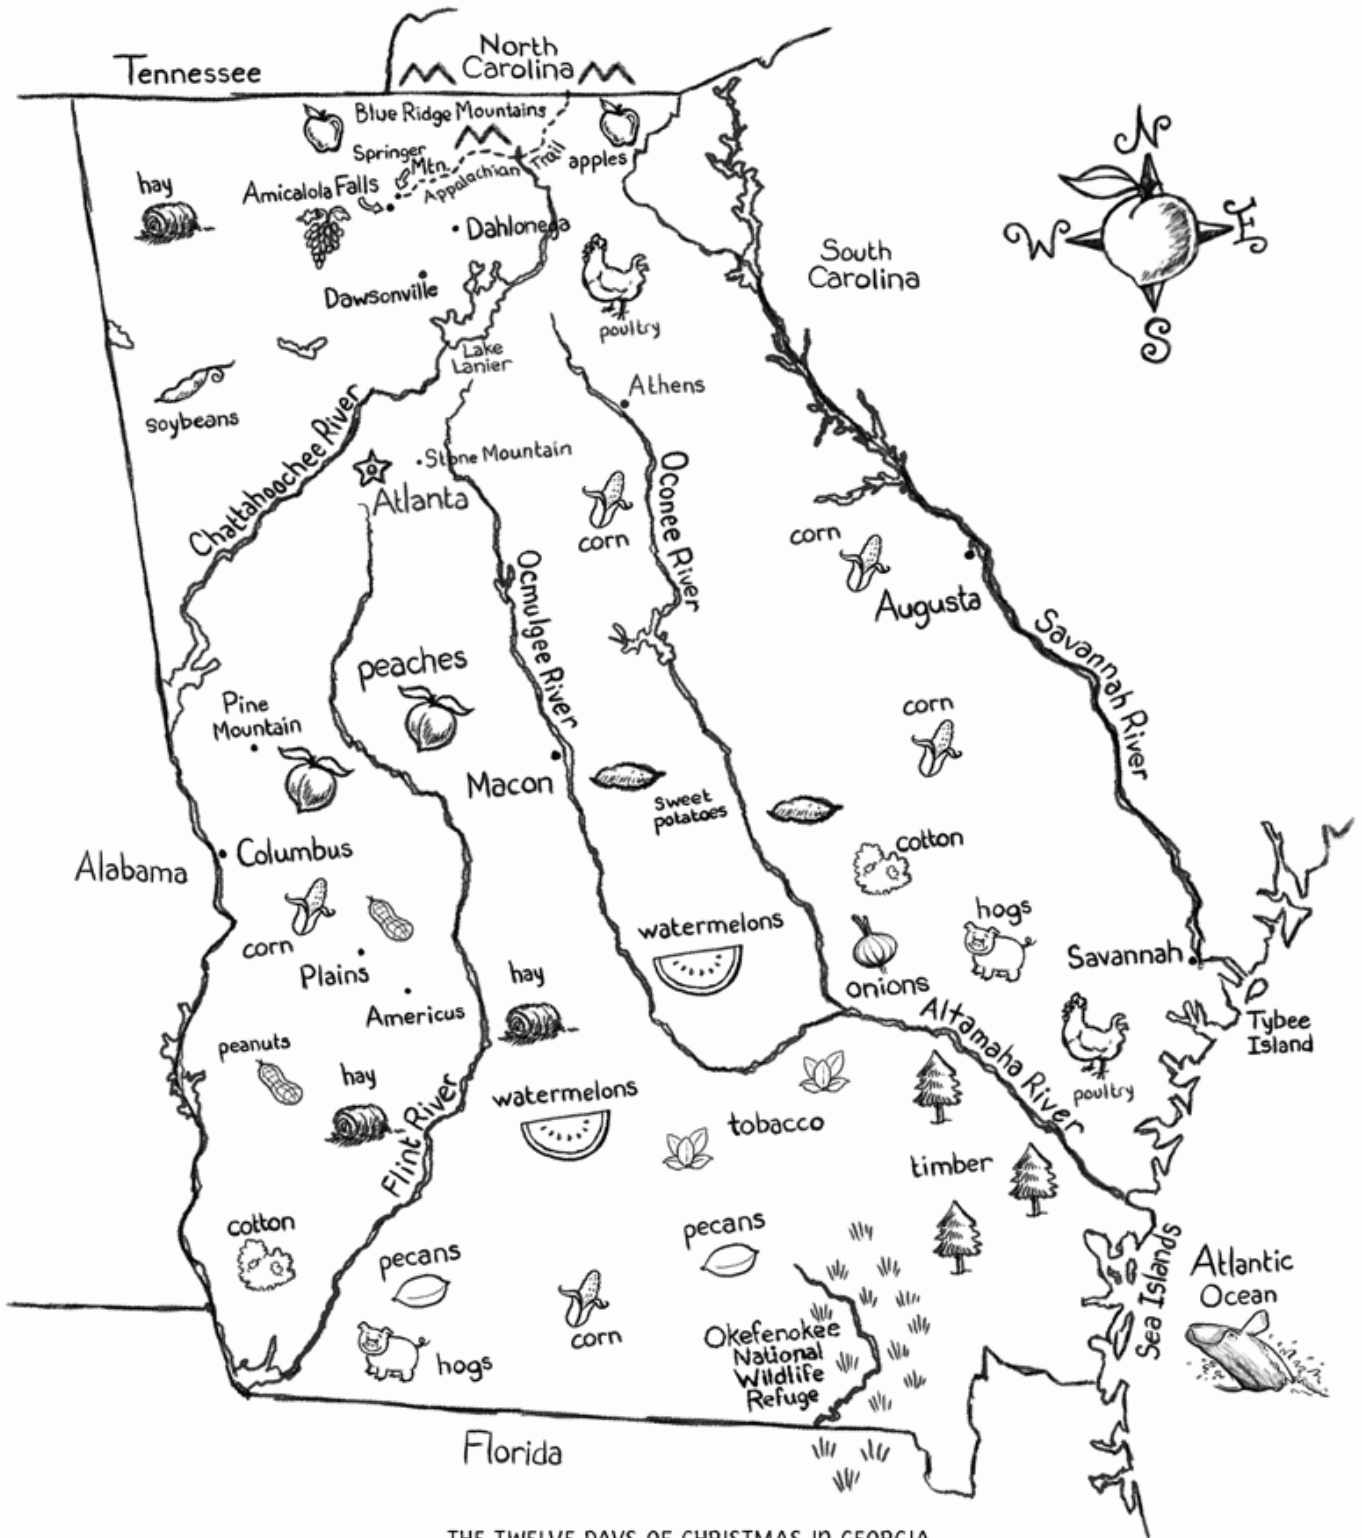 North
Carolina
Tennessee
Blue Ridge Mountains
Springer
Mtn.
Appalachian
Trail
apples
hay
Amicalola Falls
Dahlonega
Dawsonville
N
W
E
S
South
Carolina
poultry
Lake
Lanier
Athens
soybeans
Chattahoochee River
Stone Mountain
Atlanta
Oconee River
corn
corn
Augusta
Ocmulgee River
Savannah River
peaches
Pine
Mountain
corn
Macon
sweet
potatoes
Alabama
Columbus
cotton
corn
Plains
Americus
hay
watermelons
onions
hogs
Savannah
Tybee
Island
Altamaha River
peanuts
hay
Flint River
watermelons
tobacco
poultry
timber
cotton
pecans
pecans
hogs
corn
Okefenokee
National
Wildlife
Refuge
Sea Islands
Atlantic
Ocean
Florida
THE TWELVE DAYS OF CHRISTMAS in GEORGIA